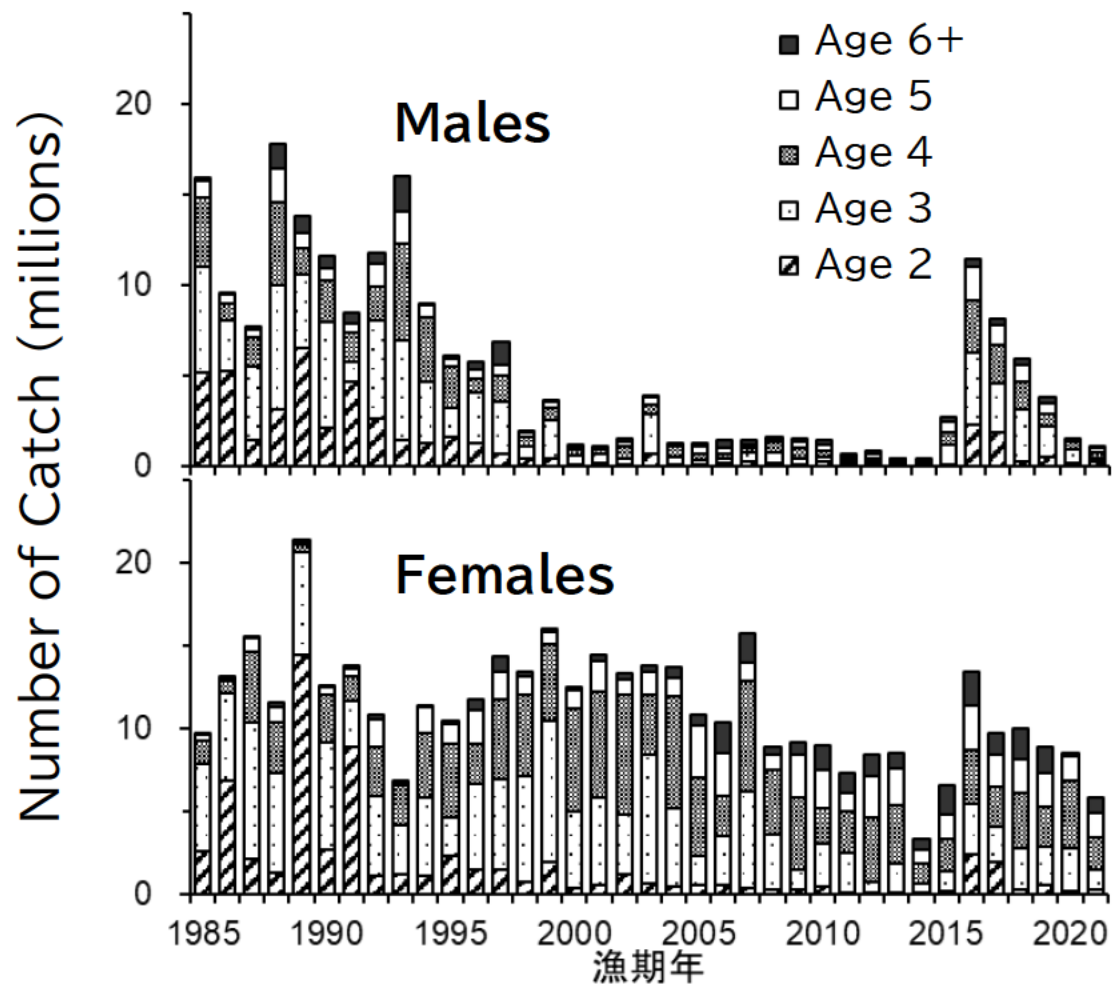 Number of Catch (millions)
20
10
0
Males
Age 6+
Age 5
Age 4
Age 3
Age 2
20
10
0
Females
1985 1990 1995 2000 2005 2010 2015 2020
漁期年